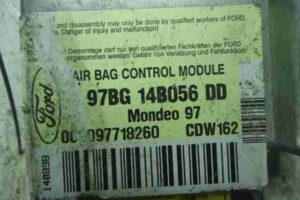 and disassembly may only be done by qualified workers of FORD.
Danger of injury and malfunction!
Demontage darf nur von qualifizierten Fachkräften der FORD
vorgenommen werden. Gefahr von Verletzung und Fehlfunktion!
AIR BAG CONTROL MODULE
97BG 14B056 DD
Mondeo 97
097718260 CDW162
Ford
14089B